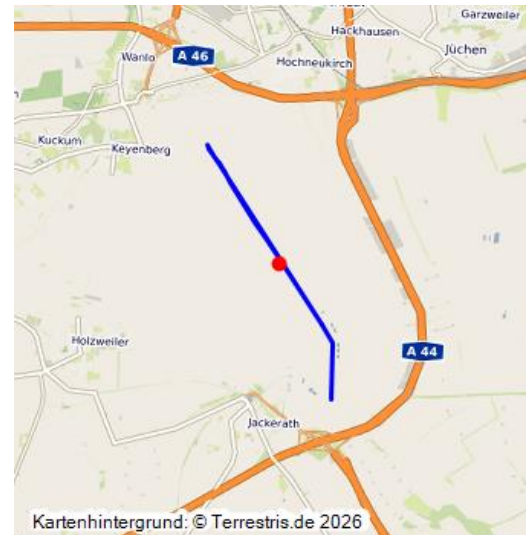 Garzweiler
Hackhausen
Jüchen
Wanlo
A 46
Hochneukirch
Kuckum
Keyenberg
Holzweiler
A 44
Jackerath
Kartenhintergrund: © Terrestris.de 2026